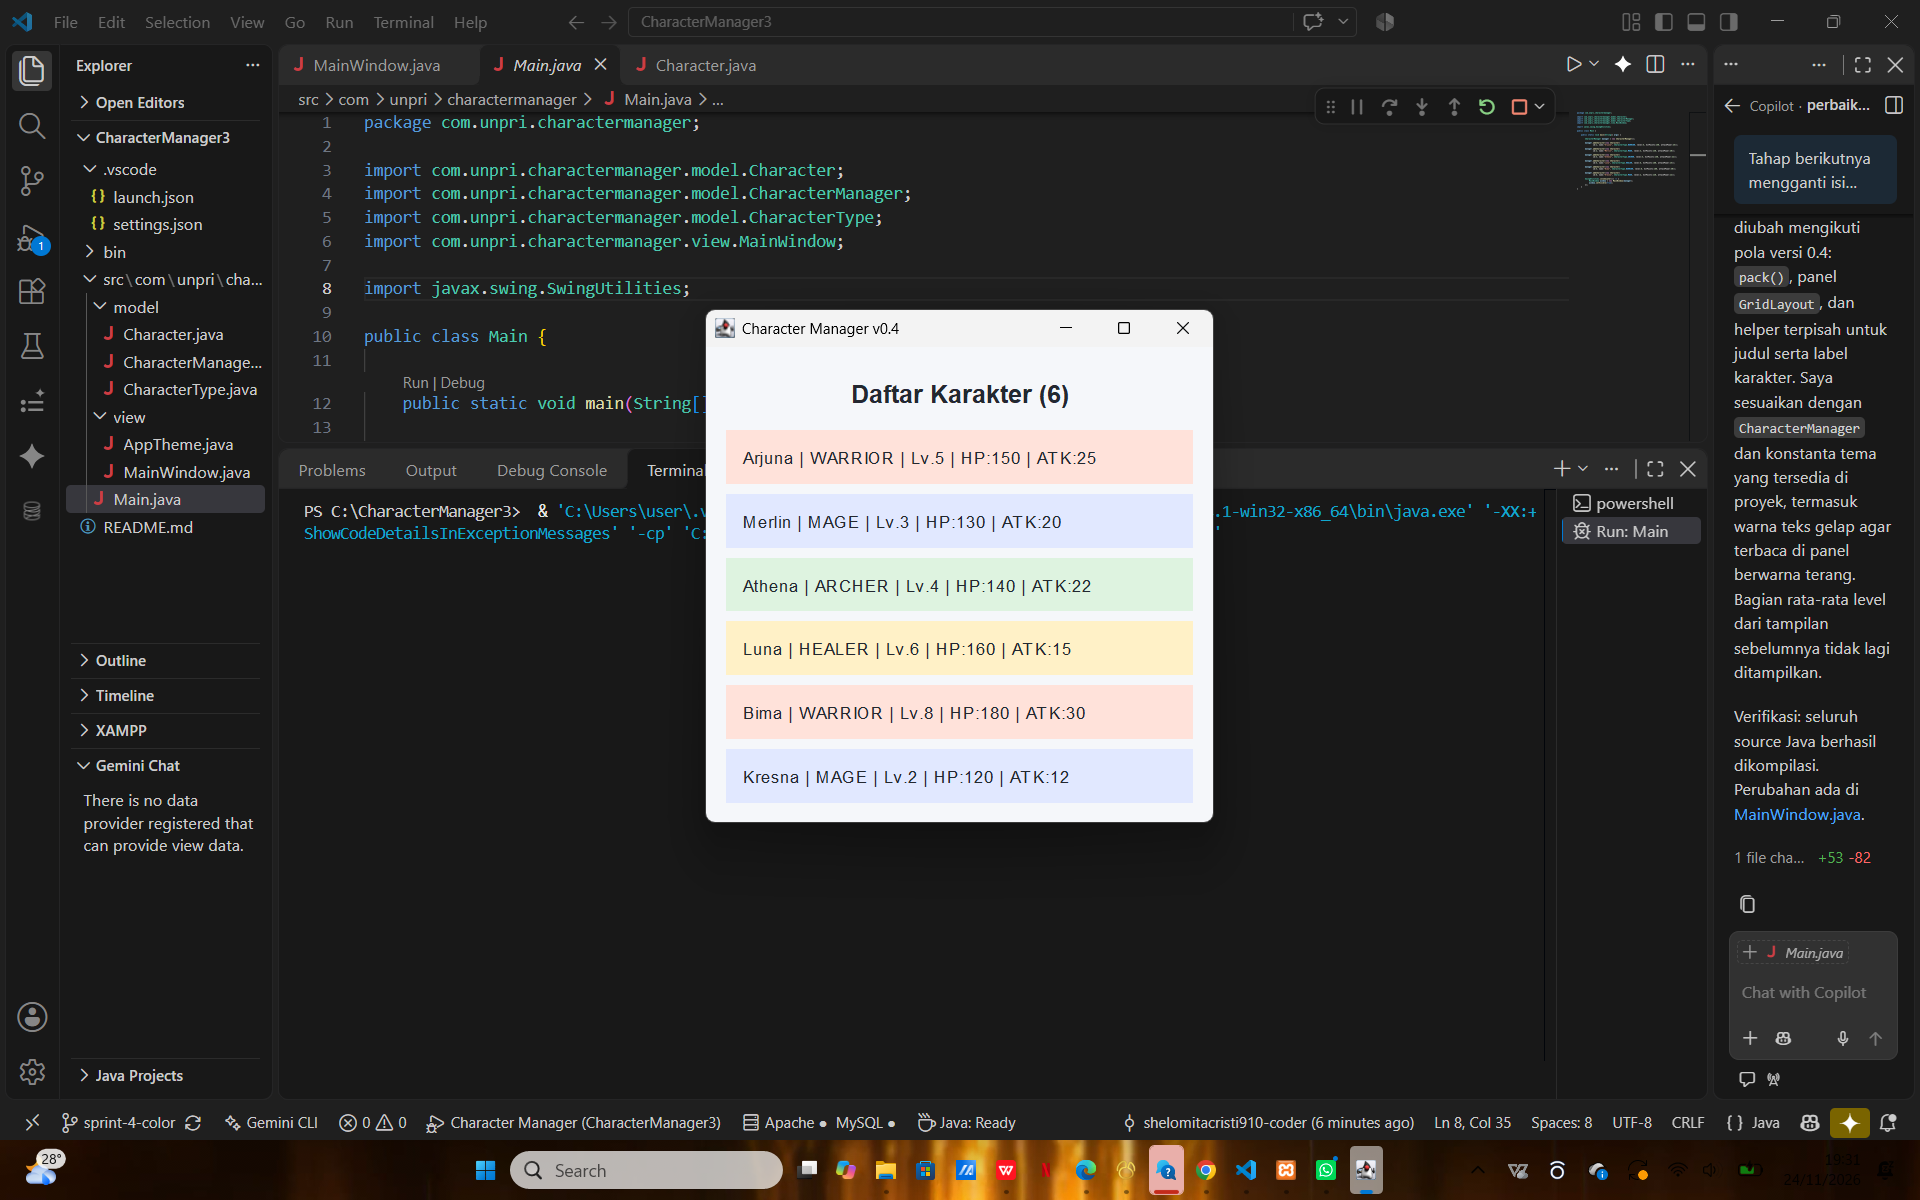 File Edit Selection View Go Run Terminal Help
CharacterManager3
Explorer
Open Editors
CharacterManager3
.vscode
launch.json
settings.json
bin
src\com\unpri\cha...
model
Character.java
CharacterManage...
CharacterType.java
view
AppTheme.java
MainWindow.java
Main.java
README.md
Outline
Timeline
XAMPP
Gemini Chat
There is no data
provider registered that
can provide view data.
Java Projects
1
MainWindow.java
Main.java
Character.java
src > com > unpri > charactermanager > Main.java > ...
1 package com.unpri.charactermanager;
2
3 import com.unpri.charactermanager.model.Character;
4 import com.unpri.charactermanager.model.CharacterManager;
5 import com.unpri.charactermanager.model.CharacterType;
6 import com.unpri.charactermanager.view.MainWindow;
7
8 import javax.swing.SwingUtilities;
9
10 public class Main {
11
Run | Debug
12 public static void main(String[]
13
Problems Output Debug Console Terminal
PS C:\CharacterManager3> & 'C:\Users\user\.v
.1-win32-x86_64\bin\java.exe' '-XX:+
ShowCodeDetailsInExceptionMessages' '-cp' 'C:
powershell
Run: Main
Character Manager v0.4
Daftar Karakter (6)
Arjuna | WARRIOR | Lv.5 | HP:150 | ATK:25
Merlin | MAGE | Lv.3 | HP:130 | ATK:20
Athena | ARCHER | Lv.4 | HP:140 | ATK:22
Luna | HEALER | Lv.6 | HP:160 | ATK:15
Bima | WARRIOR | Lv.8 | HP:180 | ATK:30
Kresna | MAGE | Lv.2 | HP:120 | ATK:12
Copilot · perbaik...
Tahap berikutnya
mengganti isi...
diubah mengikuti
pola versi 0.4:
pack(), panel
GridLayout, dan
helper terpisah untuk
judul serta label
karakter. Saya
sesuaikan dengan
CharacterManager
dan konstanta tema
yang tersedia di
proyek, termasuk
warna teks gelap agar
terbaca di panel
berwarna terang.
Bagian rata-rata level
dari tampilan
sebelumnya tidak lagi
ditampilkan.
Verifikasi: seluruh
source Java berhasil
dikompilasi.
Perubahan ada di
MainWindow.java.
1 file cha... +53 -82
Main.java
Chat with Copilot
sprint-4-color Gemini CLI 0 0 Character Manager (CharacterManager3) Apache MySQL Java: Ready shelomitacristi910-coder (6 minutes ago) Ln 8, Col 35 Spaces: 8 UTF-8 CRLF { } Java
28°
Search
19:31
24/11/2026